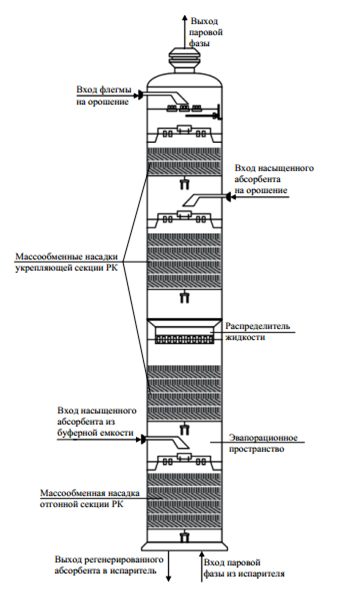 Выход
паровой
фазы
Вход флегмы
на орошение
Вход насыщенного
абсорбента
на орошение
Массообменные насадки
укрепляющей секции РК
Распределитель
жидкости
Вход насыщенного
абсорбента из
буферной емкости
Эвапорационное
пространство
Массообменная насадка
отгонной секции РК
Выход регенерированного
абсорбента в испаритель
Вход паровой
фазы из испарителя